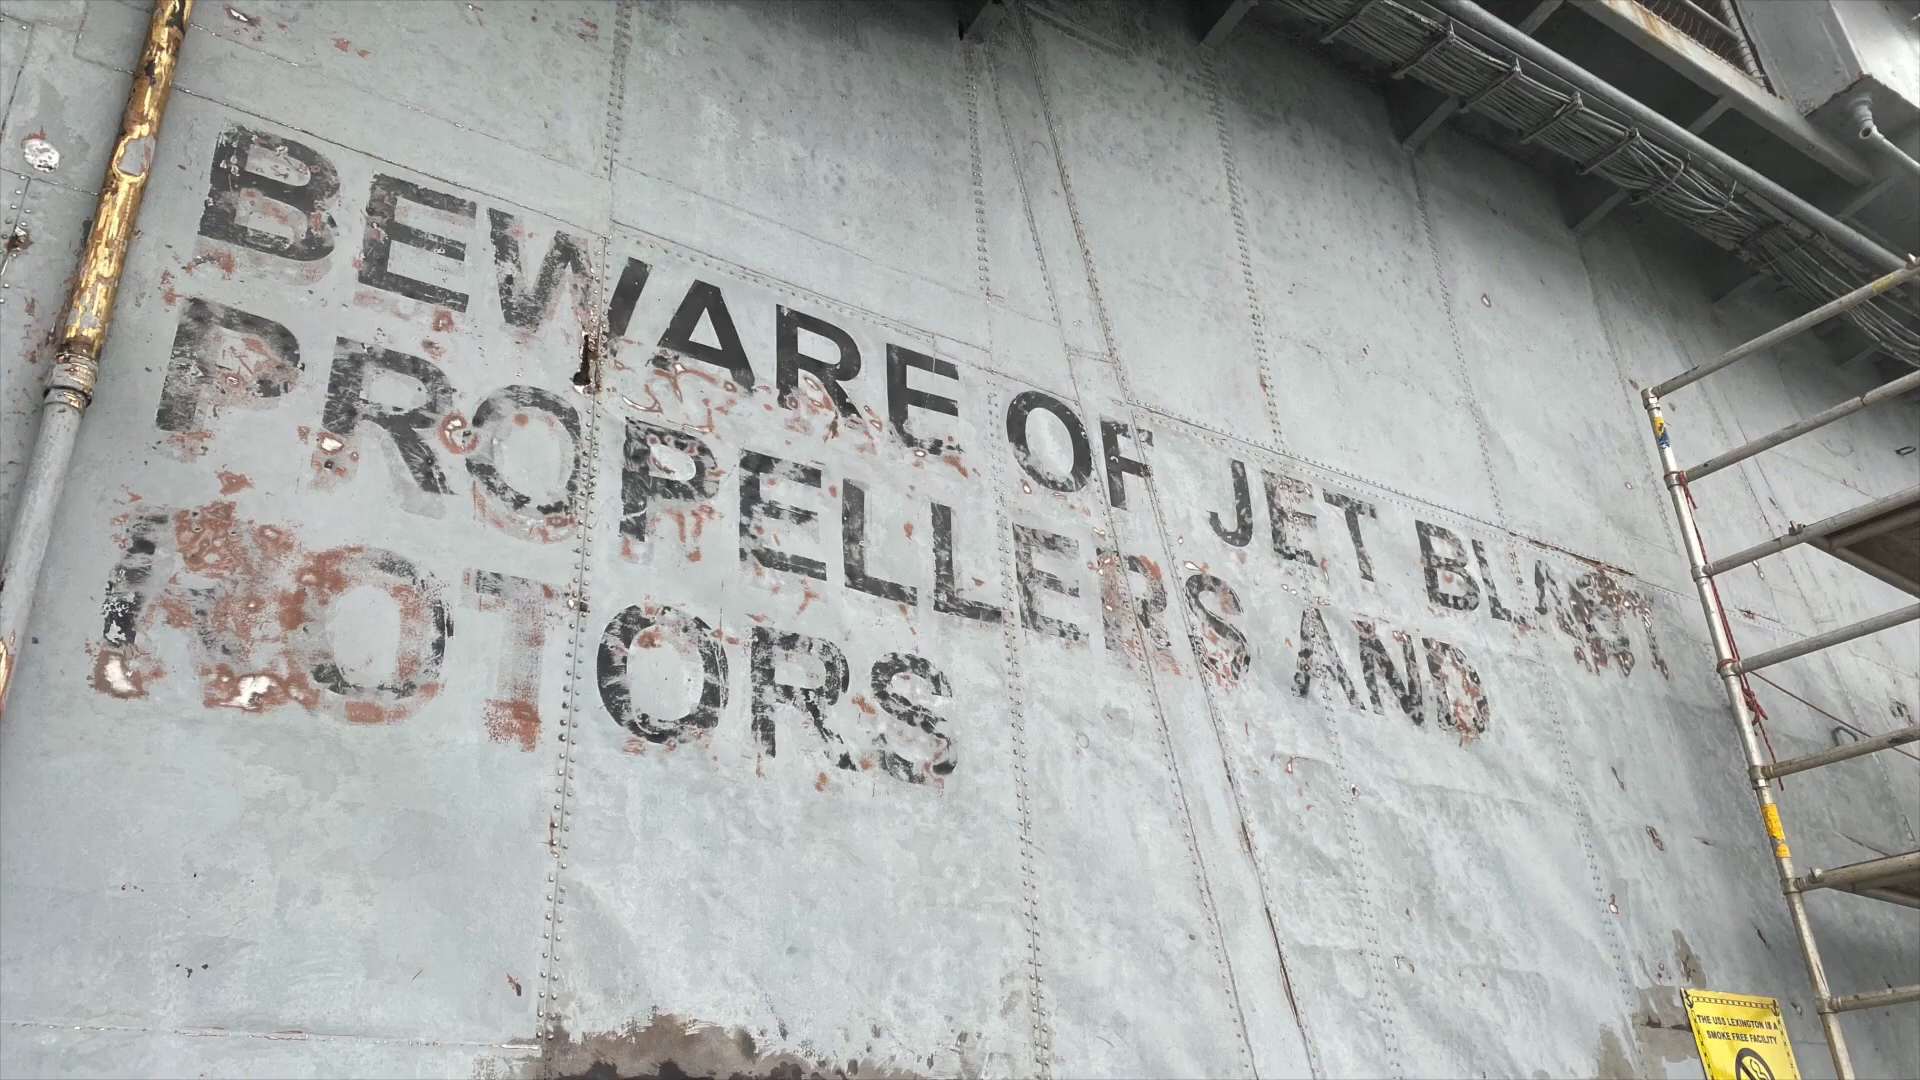 BEWARE OF JET BLAST
PROPELLERS AND
ROTORS
THE USS LEXINGTON IS A
SMOKE FREE FACILITY